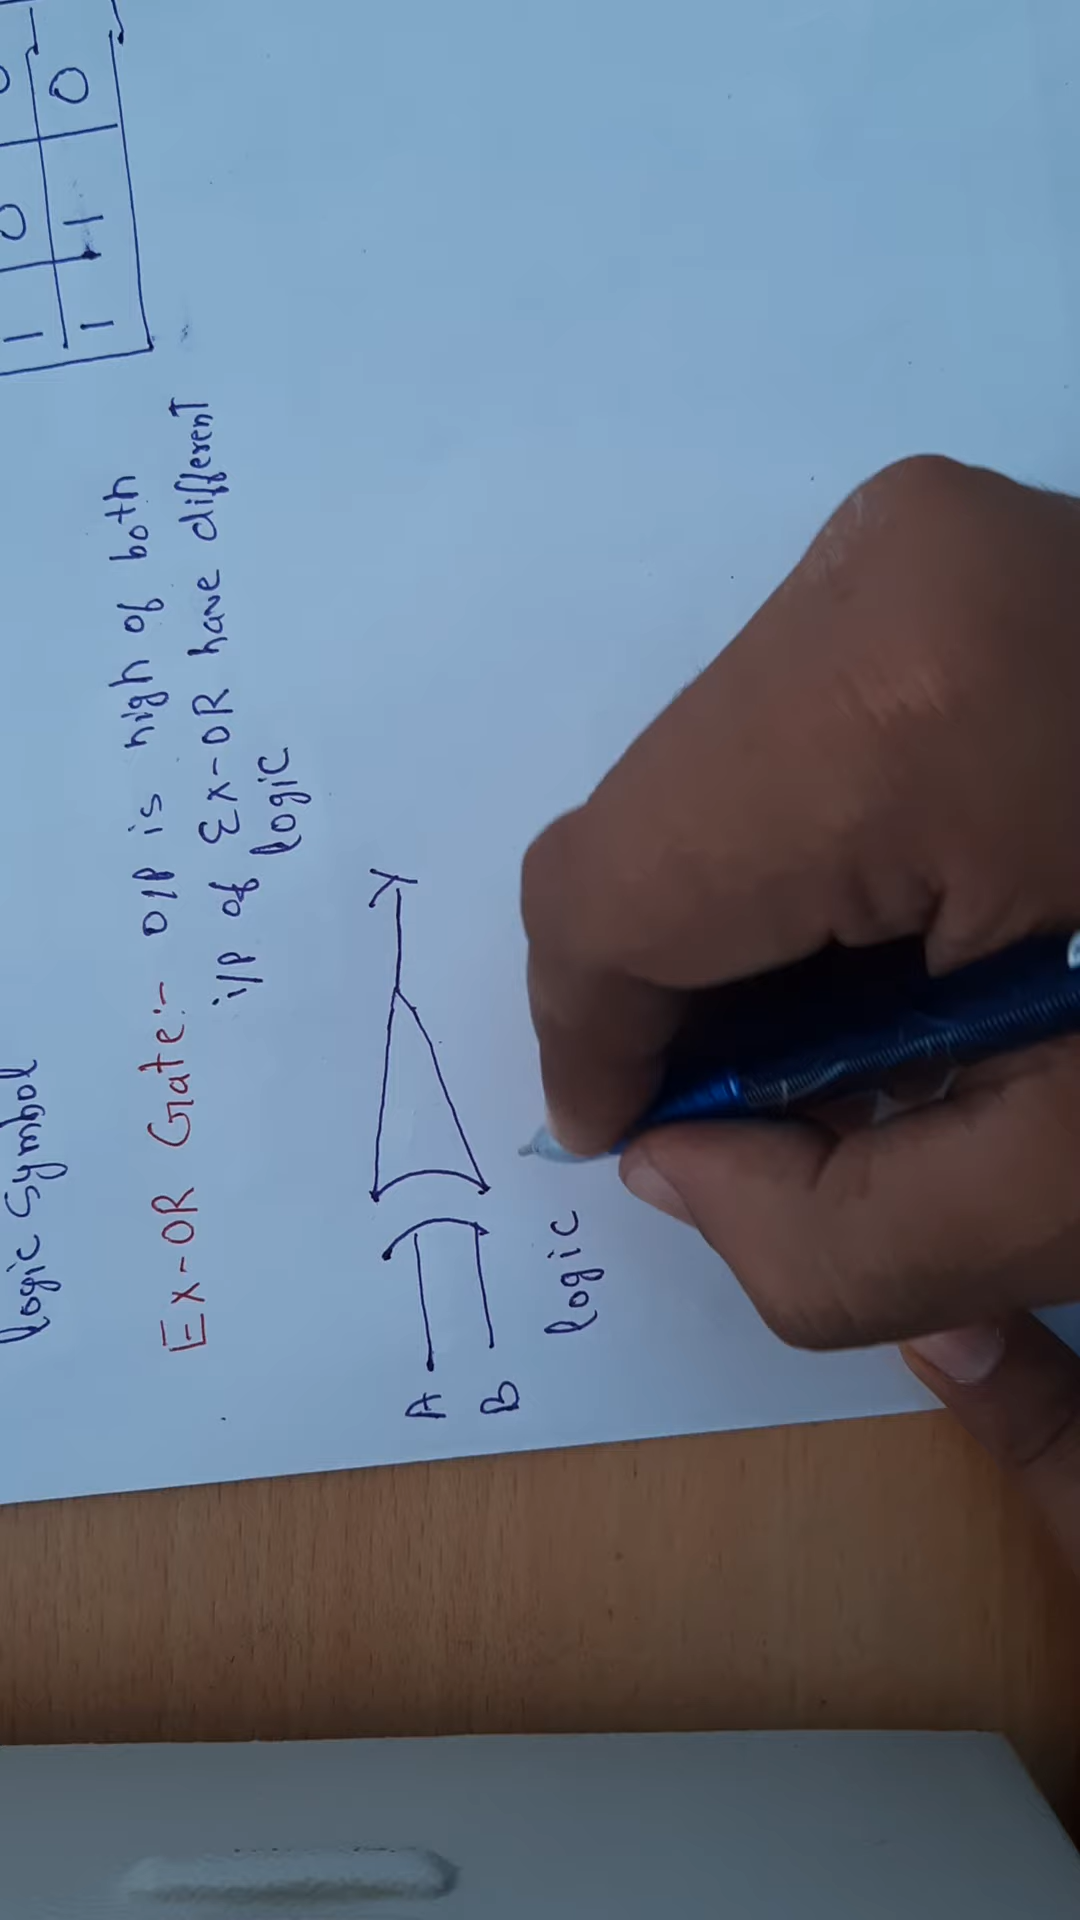 1 0 0
1 1 0
Logic Symbol
Ex-OR Gate:- O/P is high of both
i/p of Ex-OR have different
logic
A
B
Y
logic